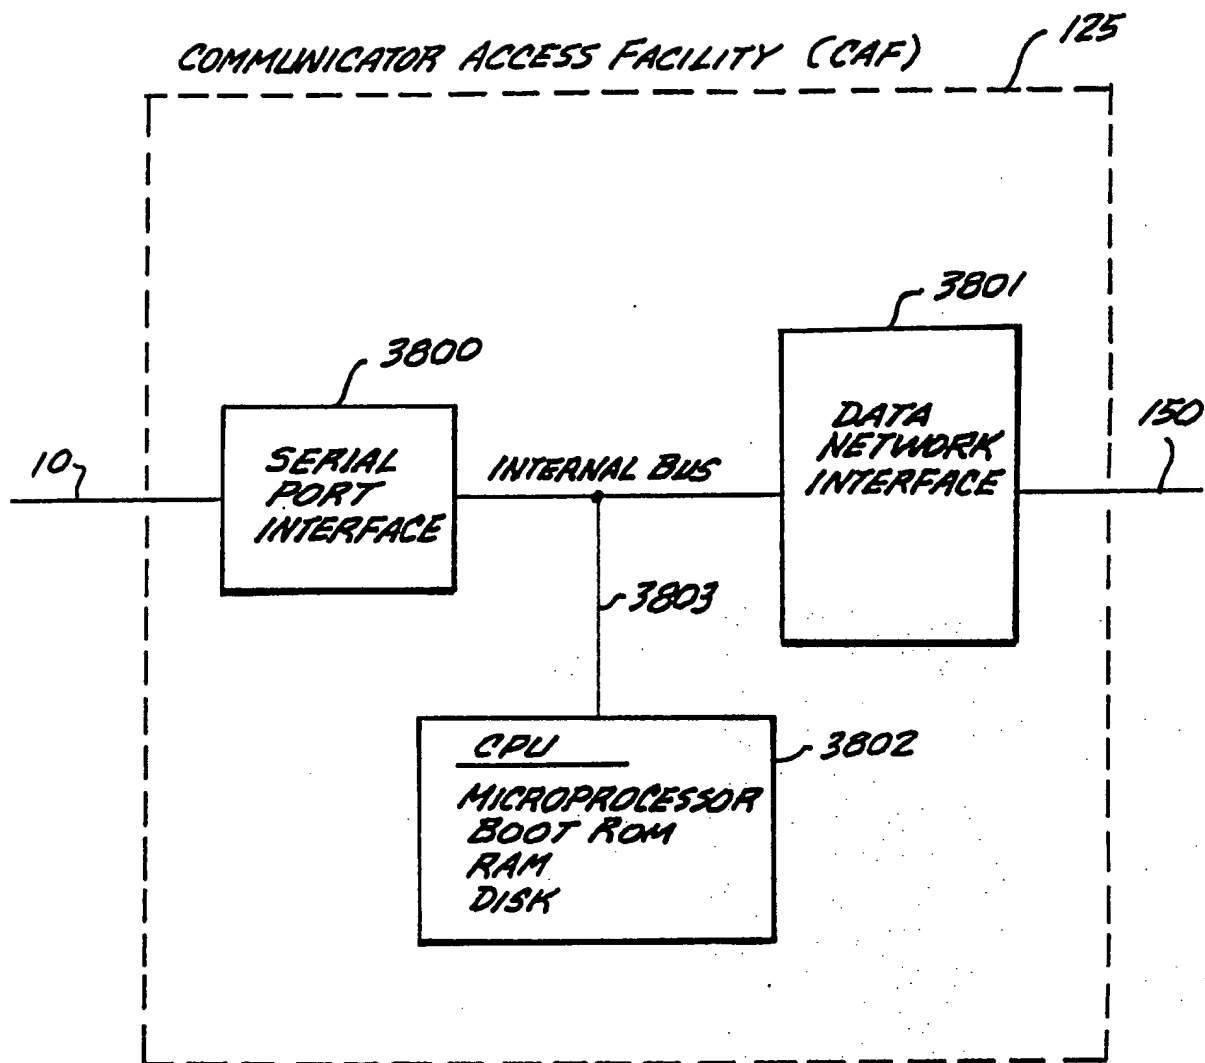 125
COMMUNICATOR ACCESS FACILITY (CAF)
3801
3800
DATA
NETWORK
INTERFACE
150
10
SERIAL
PORT
INTERFACE
INTERNAL BUS
3803
CPU
MICROPROCESSOR
BOOT ROM
RAM
DISK
3802